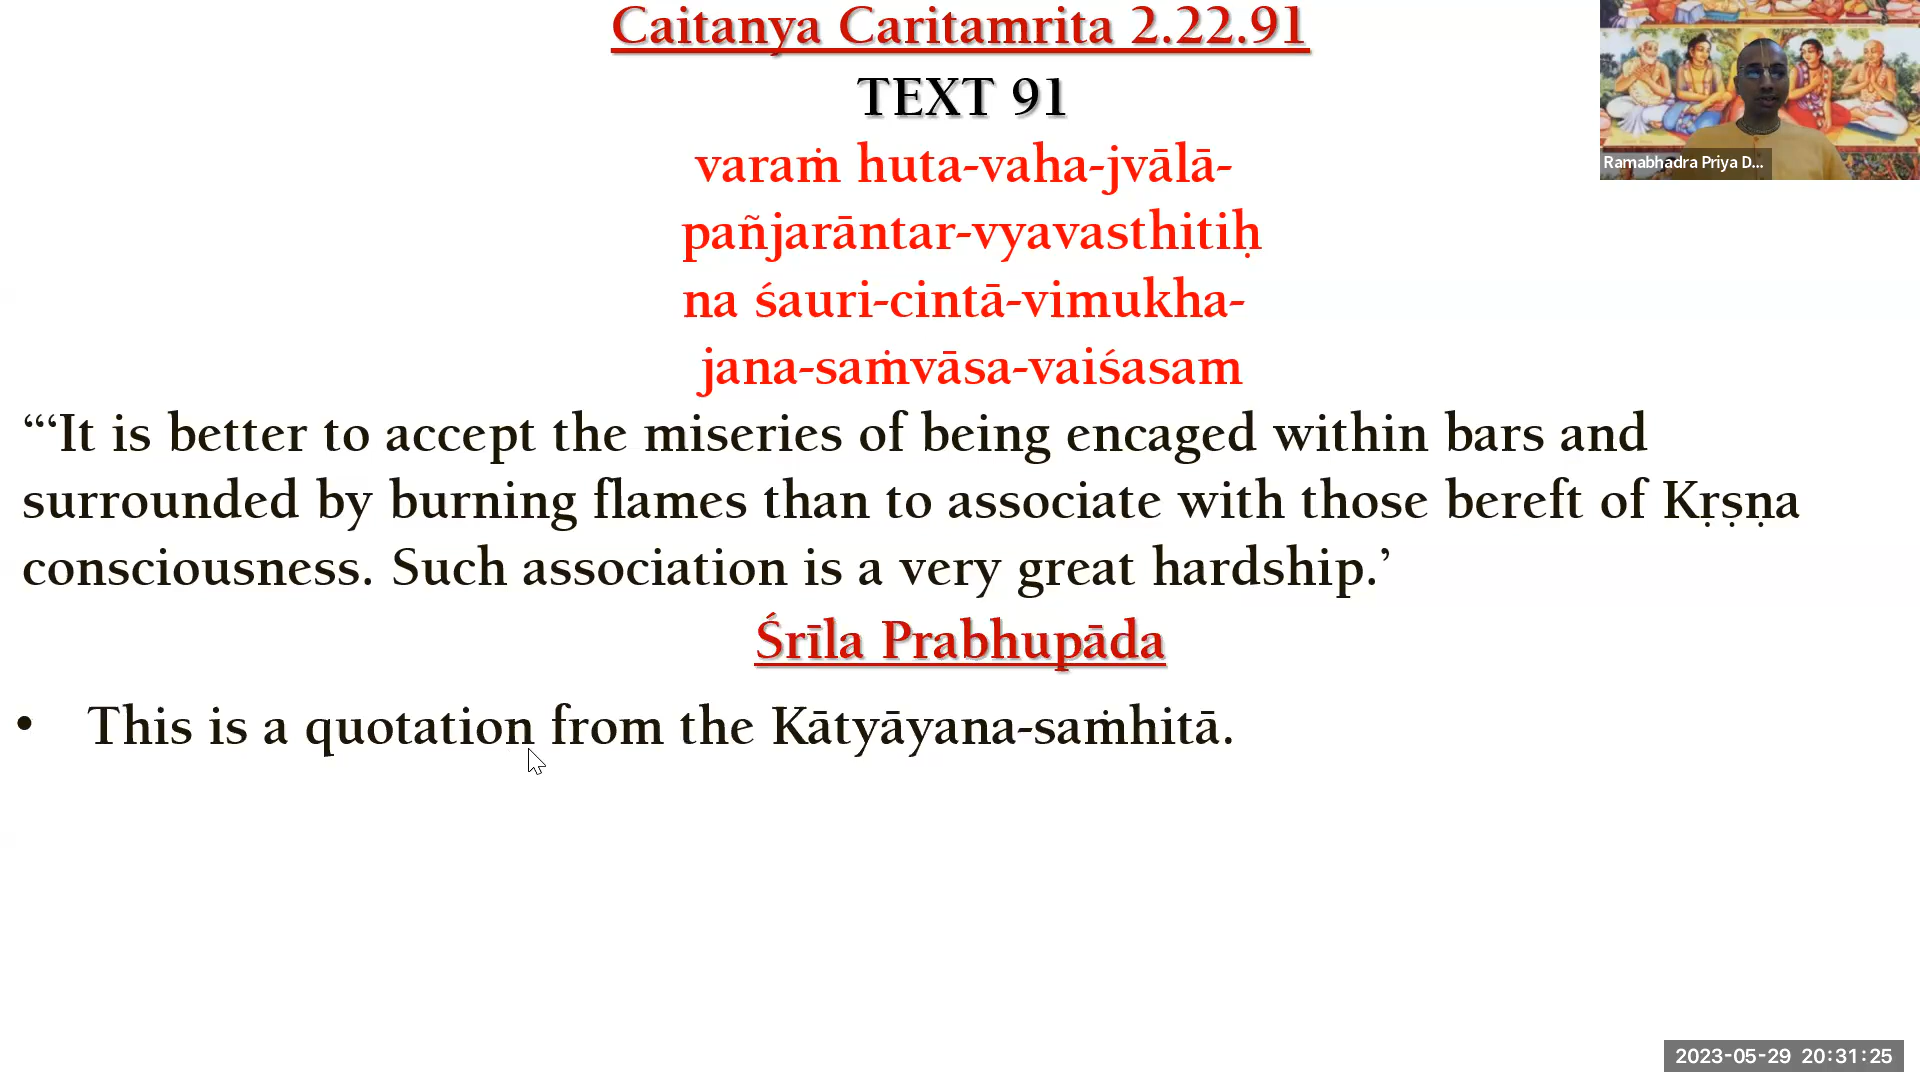 Caitanya Caritamrita 2.22.91
TEXT 91
varaṁ huta-vaha-jvālā-
pañjarāntar-vyavasthitiḥ
na śauri-cintā-vimukha-
jana-saṁvāsa-vaiśasam
“‘It is better to accept the miseries of being encaged within bars and
surrounded by burning flames than to associate with those bereft of Kṛṣṇa
consciousness. Such association is a very great hardship.’
Śrīla Prabhupāda
• This is a quotation from the Kātyāyana-saṁhitā.
Ramabhadra Priya D...
2023-05-29 20:31:25